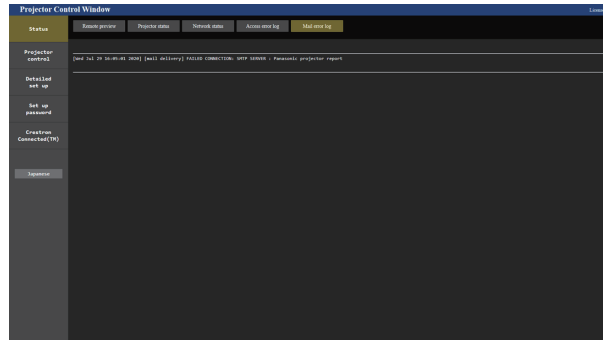 Projector Control Window
Status
Remote preview
Projector status
Network status
Access error log
Mail error log
[Wed Jul 29 16:05:01 2020] [mail delivery] FAILED CONNECTION: SMTP SERVER : Panasonic projector report
Projector
control
Detailed
set up
Set up
password
Crestron
Connected(TM)
Japanese